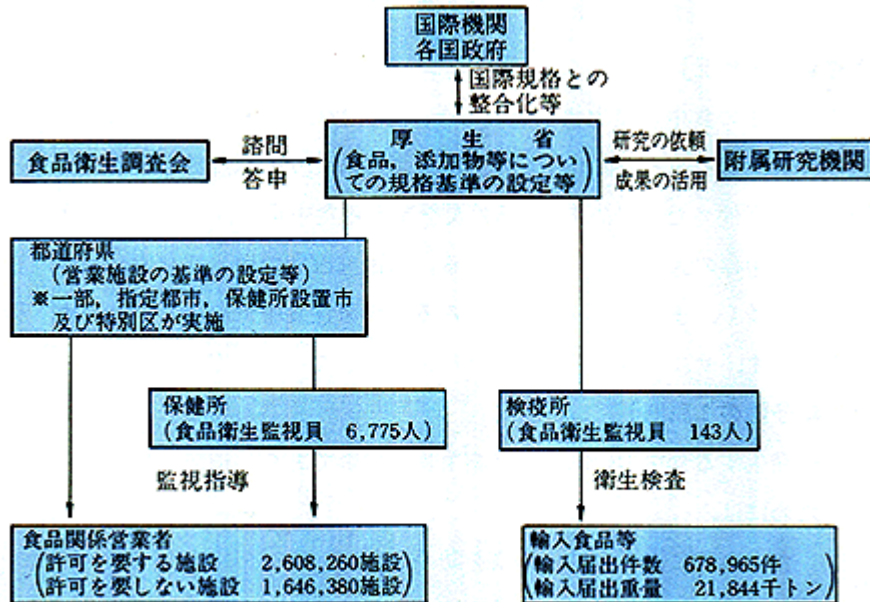 国際機関
各国政府
国際規格との
整合化等
厚生省
(食品，添加物等につい
ての規格基準の設定等)
食品衛生調査会
諮問
答申
研究の依頼
成果の活用
附属研究機関
都道府県
(営業施設の基準の設定等)
※一部，指定都市，保健所設置市
及び特別区が実施
保健所
(食品衛生監視員 6,775人)
検疫所
(食品衛生監視員 143人)
監視指導
衛生検査
食品関係営業者
(許可を要する施設 2,608,260施設
許可を要しない施設 1,646,380施設)
輸入食品等
(輸入届出件数 678,965件
輸入届出重量 21,844千トン)